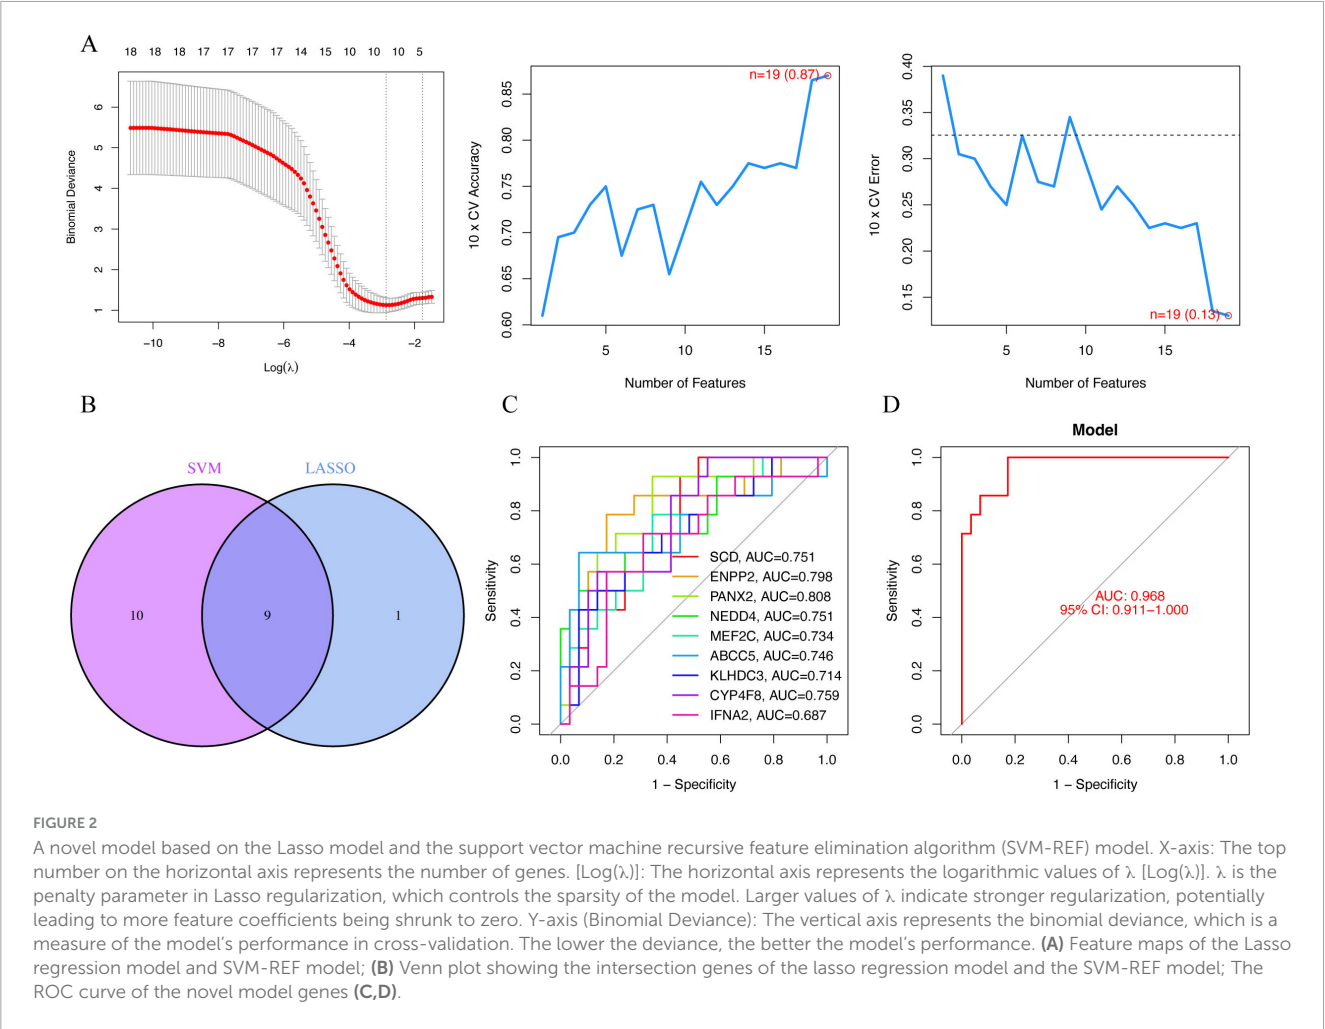 A
18 18 18 17 17 17 17 14 15 10 10 10 5
Binomial Deviance
6
5
4
3
2
1
−10 −8 −6 −4 −2
Log(λ)
10 x CV Accuracy
0.85
0.80
0.75
0.70
0.65
0.60
n=19 (0.87)
5 10 15
Number of Features
10 x CV Error
0.40
0.35
0.30
0.25
0.20
0.15
n=19 (0.13)
5 10 15
Number of Features
B
SVM LASSO
10 9 1
C
Sensitivity
1.0
0.8
0.6
0.4
0.2
0.0
SCD, AUC=0.751
ENPP2, AUC=0.798
PANX2, AUC=0.808
NEDD4, AUC=0.751
MEF2C, AUC=0.734
ABCC5, AUC=0.746
KLHDC3, AUC=0.714
CYP4F8, AUC=0.759
IFNA2, AUC=0.687
0.0 0.2 0.4 0.6 0.8 1.0
1 − Specificity
D
Model
Sensitivity
1.0
0.8
0.6
0.4
0.2
0.0
AUC: 0.968
95% CI: 0.911−1.000
0.0 0.2 0.4 0.6 0.8 1.0
1 − Specificity
FIGURE 2
A novel model based on the Lasso model and the support vector machine recursive feature elimination algorithm (SVM-REF) model. X-axis: The top
number on the horizontal axis represents the number of genes. [Log(λ)]: The horizontal axis represents the logarithmic values of λ [Log(λ)]. λ is the
penalty parameter in Lasso regularization, which controls the sparsity of the model. Larger values of λ indicate stronger regularization, potentially
leading to more feature coefficients being shrunk to zero. Y-axis (Binomial Deviance): The vertical axis represents the binomial deviance, which is a
measure of the model's performance in cross-validation. The lower the deviance, the better the model's performance. (A) Feature maps of the Lasso
regression model and SVM-REF model; (B) Venn plot showing the intersection genes of the lasso regression model and the SVM-REF model; The
ROC curve of the novel model genes (C,D).